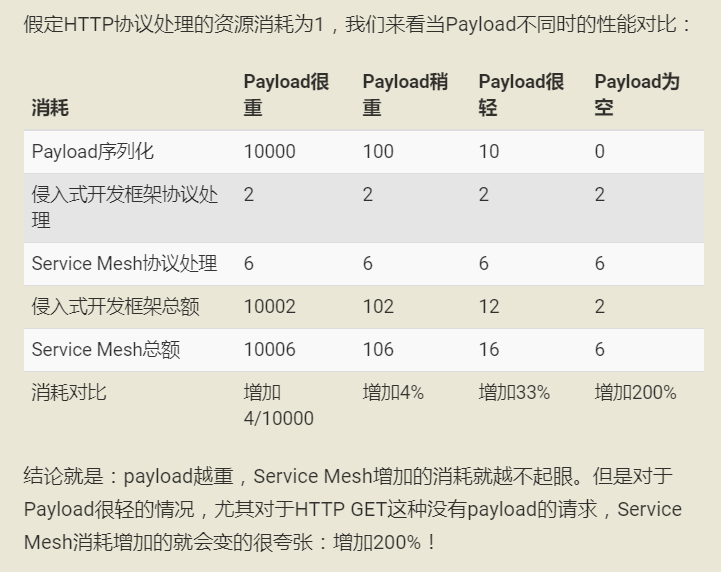 假定HTTP协议处理的资源消耗为1，我们来看当Payload不同时的性能对比：
消耗 Payload很重 Payload稍重 Payload很轻 Payload为空
Payload序列化 10000 100 10 0
侵入式开发框架协议处理 2 2 2 2
Service Mesh协议处理 6 6 6 6
侵入式开发框架总额 10002 102 12 2
Service Mesh总额 10006 106 16 6
消耗对比 增加4/10000 增加4% 增加33% 增加200%
结论就是：payload越重，Service Mesh增加的消耗就越不起眼。但是对于
Payload很轻的情况，尤其对于HTTP GET这种没有payload的请求，Service
Mesh消耗增加的就会变的很夸张：增加200%！